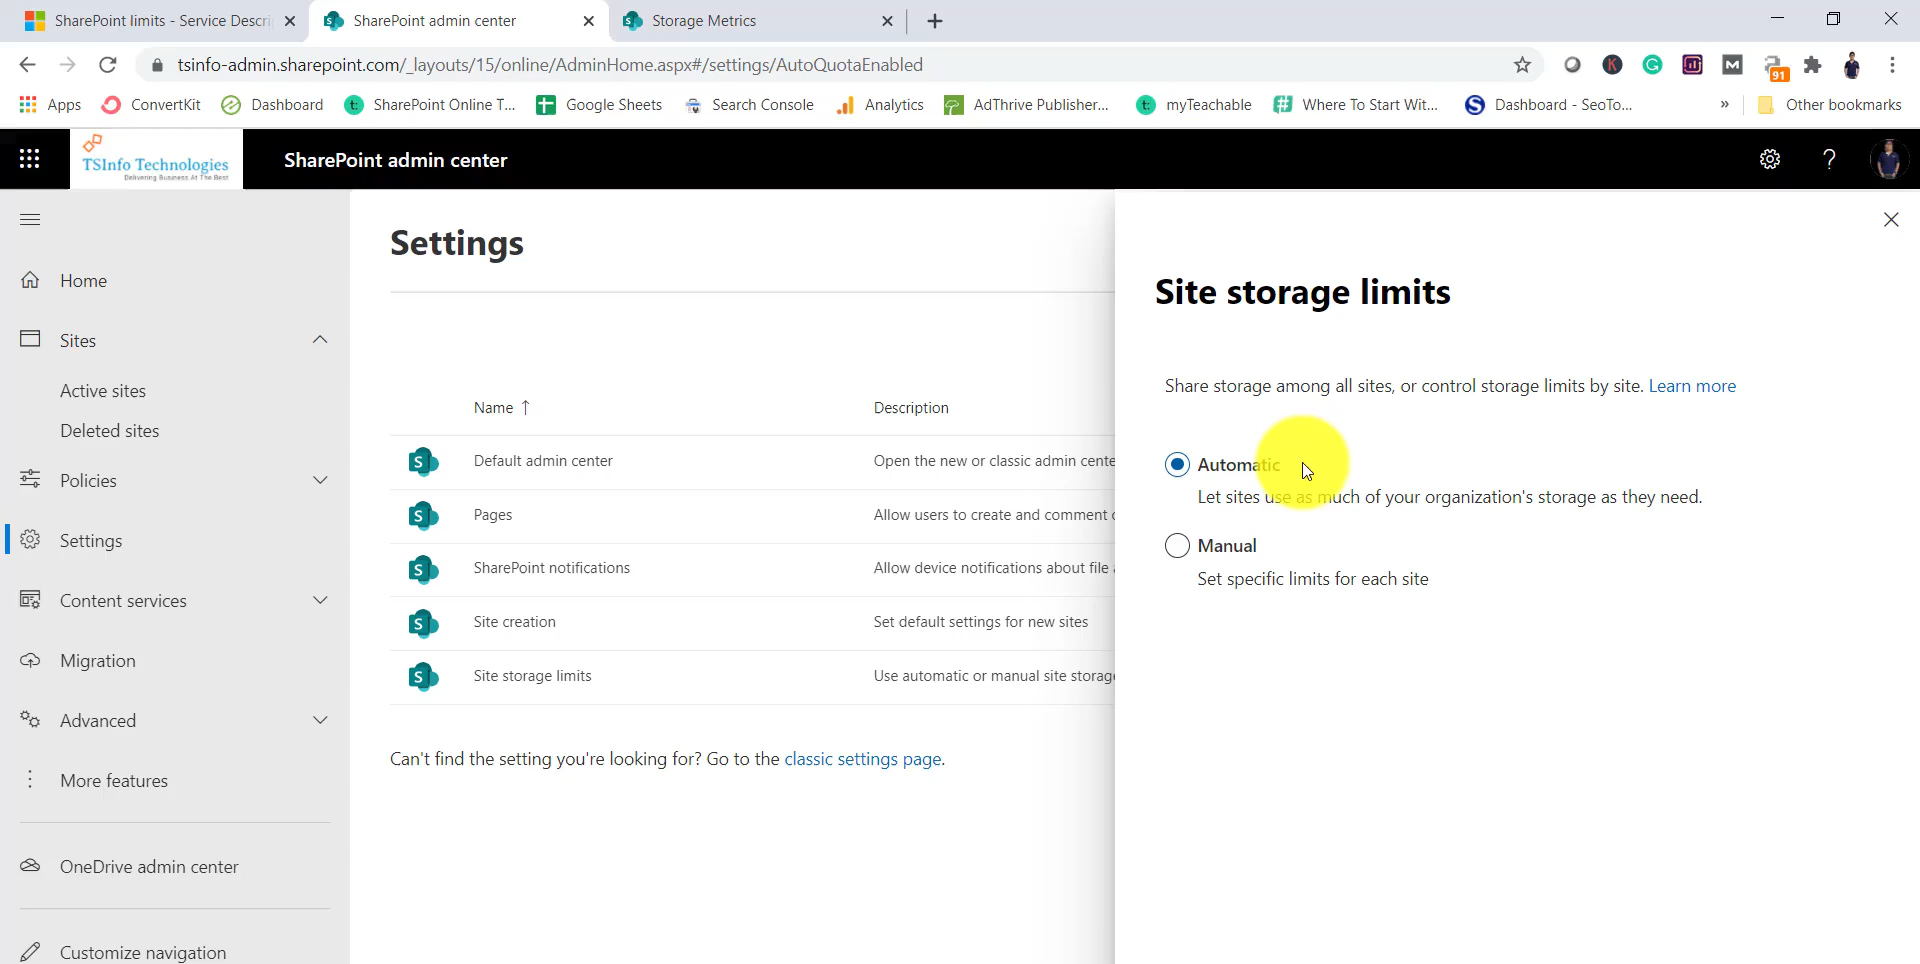 SharePoint limits - Service Descri
SharePoint admin center
Storage Metrics
tsinfo-admin.sharepoint.com/_layouts/15/online/AdminHome.aspx#/settings/AutoQuotaEnabled
91
Apps
ConvertKit
Dashboard
SharePoint Online T...
Google Sheets
Search Console
Analytics
AdThrive Publisher...
myTeachable
Where To Start Wit...
Dashboard - SeoTo...
»
Other bookmarks
TSInfo Technologies
Delivering Business At The Best
SharePoint admin center
?
Home
Sites
Active sites
Deleted sites
Policies
Settings
Content services
Migration
Advanced
More features
OneDrive admin center
Customize navigation
Settings
Name ↑
Description
Default admin center
Open the new or classic admin cente
Pages
Allow users to create and comment
SharePoint notifications
Allow device notifications about file
Site creation
Set default settings for new sites
Site storage limits
Use automatic or manual site storag
Can't find the setting you're looking for? Go to the classic settings page.
Site storage limits
Share storage among all sites, or control storage limits by site. Learn more
Automatic
Let sites use as much of your organization's storage as they need.
Manual
Set specific limits for each site